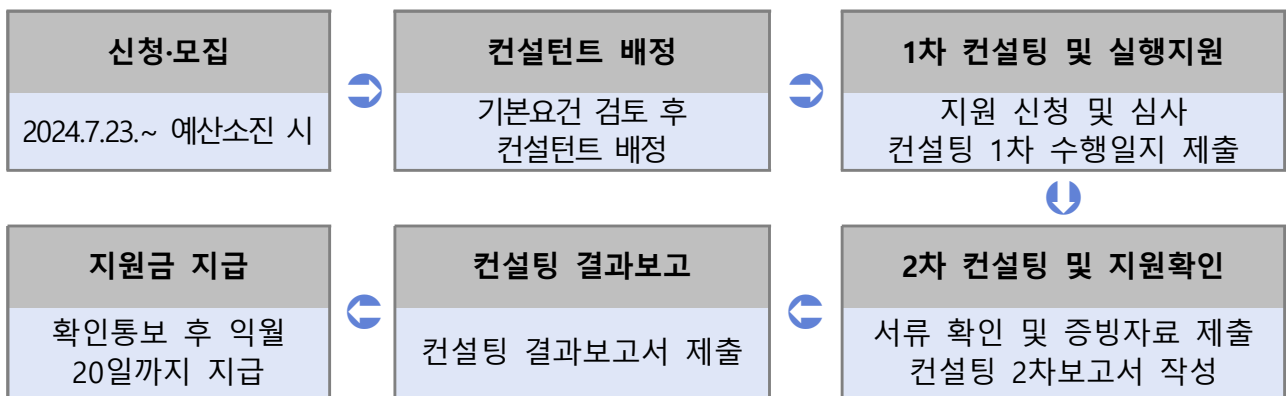 신청·모집
2024.7.23.~ 예산소진 시
컨설턴트 배정
기본요건 검토 후
컨설턴트 배정
1차 컨설팅 및 실행지원
지원 신청 및 심사
컨설팅 1차 수행일지 제출
2차 컨설팅 및 지원확인
서류 확인 및 증빙자료 제출
컨설팅 2차보고서 작성
컨설팅 결과보고
컨설팅 결과보고서 제출
지원금 지급
확인통보 후 익월
20일까지 지급